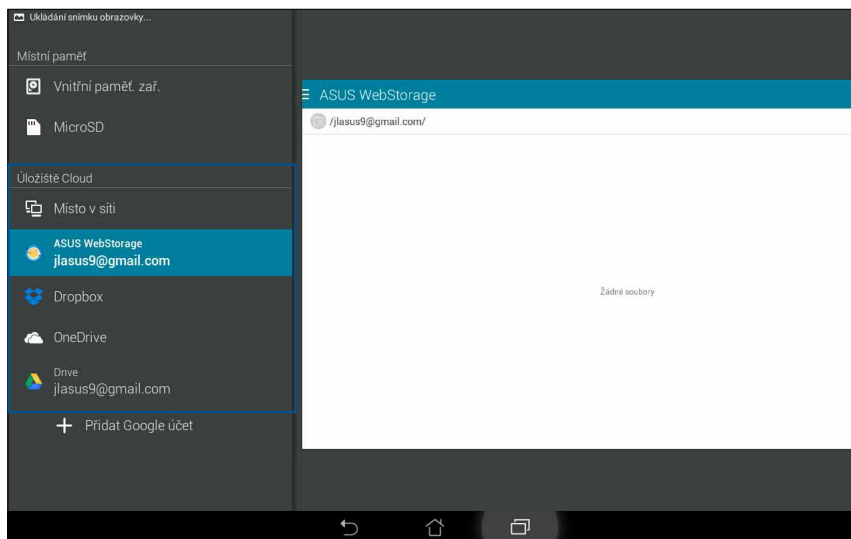 Ukládání snímku obrazovky...
Místní paměť
Vnitřní paměť. zař.
MicroSD
Úložiště Cloud
Místo v síti
ASUS WebStorage
jlasus9@gmail.com
Dropbox
OneDrive
Drive
jlasus9@gmail.com
Přidat Google účet
ASUS WebStorage
/jlasus9@gmail.com/
Žádné soubory